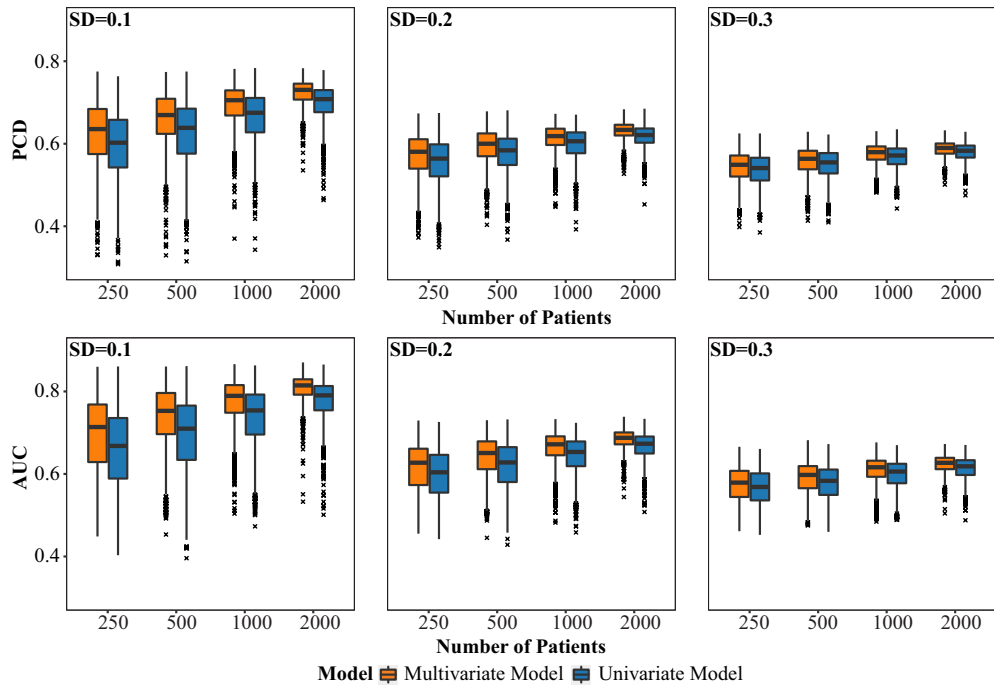 SD=0.1 SD=0.2 SD=0.3
PCD
0.8
0.6
0.4
250 500 1000 2000 250 500 1000 2000 250 500 1000 2000
Number of Patients
SD=0.1 SD=0.2 SD=0.3
AUC
0.8
0.6
0.4
250 500 1000 2000 250 500 1000 2000 250 500 1000 2000
Number of Patients
Model Multivariate Model Univariate Model